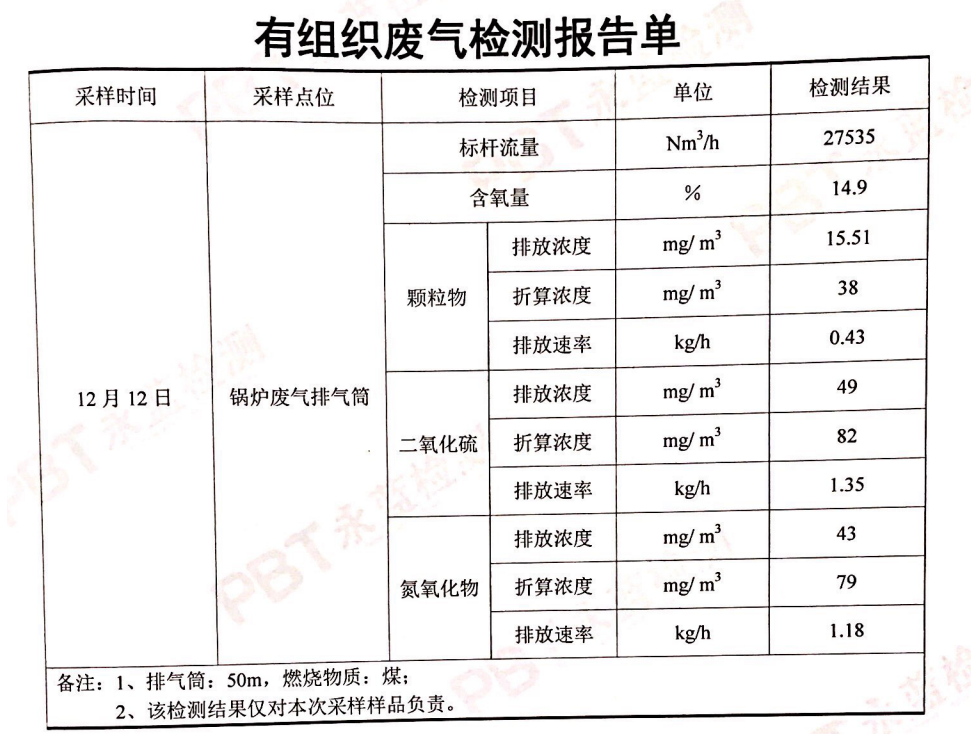 有组织废气检测报告单
采样时间 采样点位 检测项目 单位 检测结果
12月12日 锅炉废气排气筒
标杆流量 Nm³/h 27535
含氧量 % 14.9
颗粒物
排放浓度 mg/ m³ 15.51
折算浓度 mg/ m³ 38
排放速率 kg/h 0.43
二氧化硫
排放浓度 mg/ m³ 49
折算浓度 mg/ m³ 82
排放速率 kg/h 1.35
氮氧化物
排放浓度 mg/ m³ 43
折算浓度 mg/ m³ 79
排放速率 kg/h 1.18
备注：1、排气筒：50m，燃烧物质：煤；
2、该检测结果仅对本次采样样品负责。
PBT永蓝检测